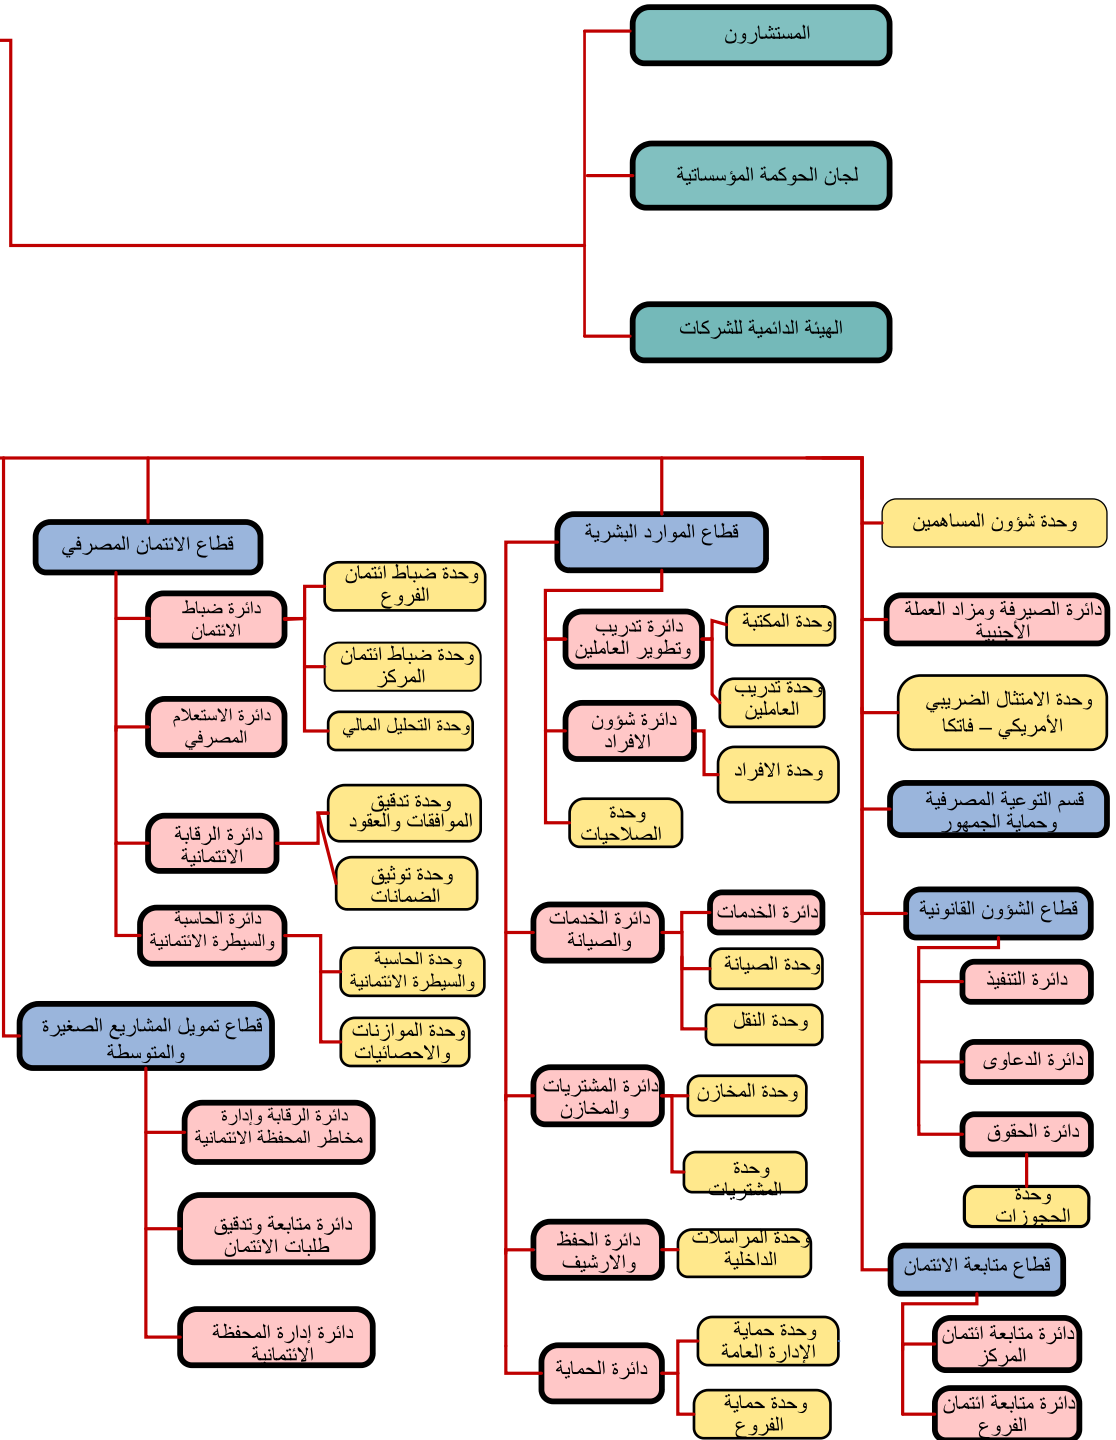 المستشارون
لجان الحوكمة المؤسساتية
الهيئة الدائمية للشركات
وحدة شؤون المساهمين
دائرة الصيرفة ومزاد العملة
الأجنبية
وحدة الامتثال الضريبي
الأمريكي – فاتكا
قسم التوعية المصرفية
وحماية الجمهور
قطاع الشؤون القانونية
دائرة التنفيذ
دائرة الدعاوى
دائرة الحقوق
وحدة
الحجوزات
قطاع متابعة الائتمان
دائرة متابعة ائتمان
المركز
دائرة متابعة ائتمان
الفروع
قطاع الموارد البشرية
دائرة تدريب
وتطوير العاملين
وحدة المكتبة
وحدة تدريب
العاملين
دائرة شؤون
الافراد
وحدة الافراد
وحدة
الصلاحيات
دائرة الخدمات
والصيانة
دائرة الخدمات
وحدة الصيانة
وحدة النقل
دائرة المشتريات
والمخازن
وحدة المخازن
وحدة
المشتريات
دائرة الحفظ
والارشيف
وحدة المراسلات
الداخلية
دائرة الحماية
وحدة حماية
الإدارة العامة
وحدة حماية
الفروع
قطاع الائتمان المصرفي
دائرة ضباط
الائتمان
وحدة ضباط ائتمان
الفروع
وحدة ضباط ائتمان
المركز
وحدة التحليل المالي
دائرة الاستعلام
المصرفي
دائرة الرقابة
الائتمانية
وحدة تدقيق
الموافقات والعقود
وحدة توثيق
الضمانات
دائرة الحاسبة
والسيطرة الائتمانية
وحدة الحاسبة
والسيطرة الائتمانية
وحدة الموازنات
والاحصائيات
قطاع تمويل المشاريع الصغيرة
والمتوسطة
دائرة الرقابة وإدارة
مخاطر المحفظة الائتمانية
دائرة متابعة وتدقيق
طلبات الائتمان
دائرة إدارة المحفظة
الائتمانية